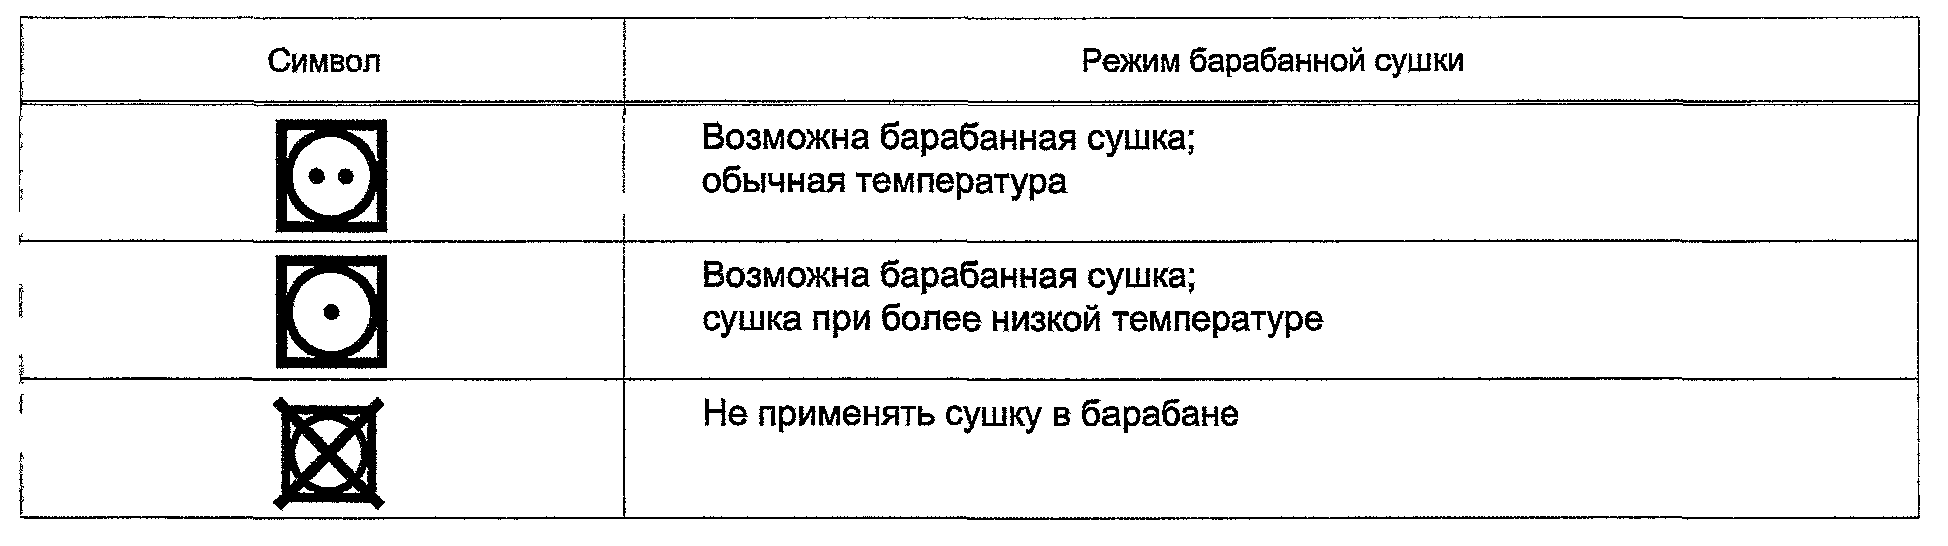 Символ
Режим барабанной сушки
Возможна барабанная сушка;
обычная температура
Возможна барабанная сушка;
сушка при более низкой температуре
Не применять сушку в барабане